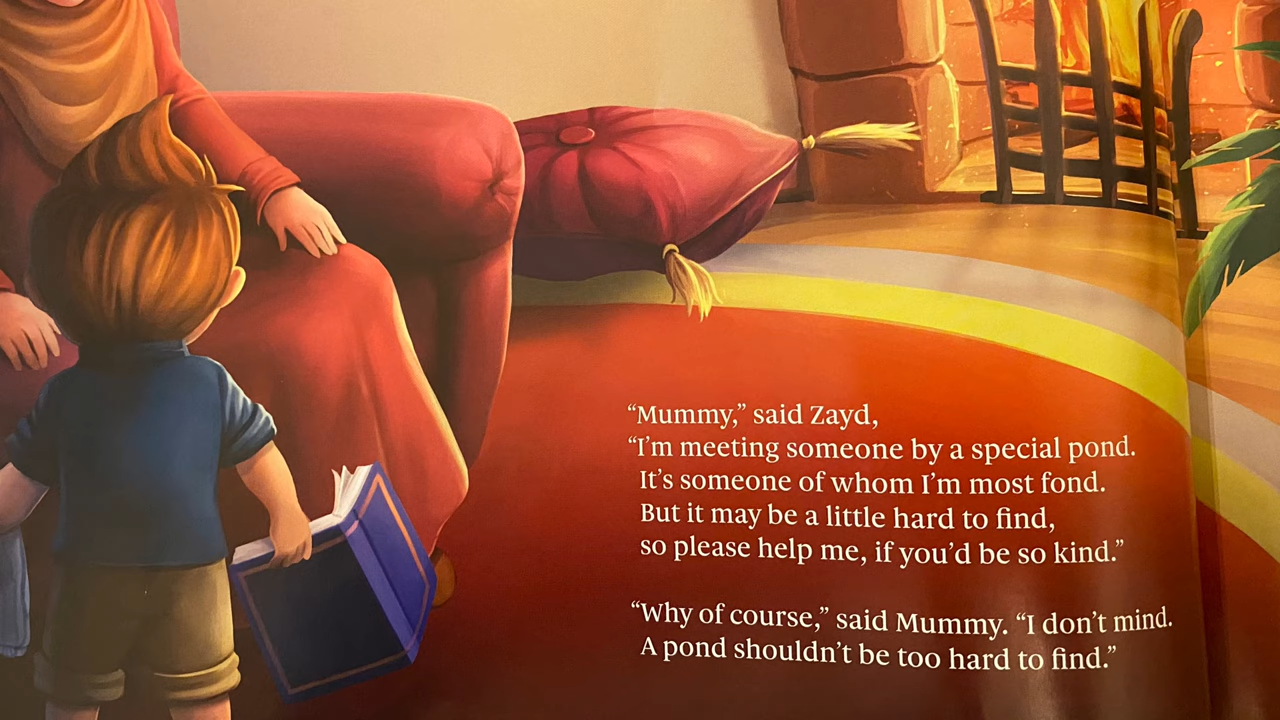 “Mummy,” said Zayd,
“I’m meeting someone by a special pond.
It’s someone of whom I’m most fond.
But it may be a little hard to find,
so please help me, if you’d be so kind.”
“Why of course,” said Mummy. “I don’t mind.
A pond shouldn’t be too hard to find.”